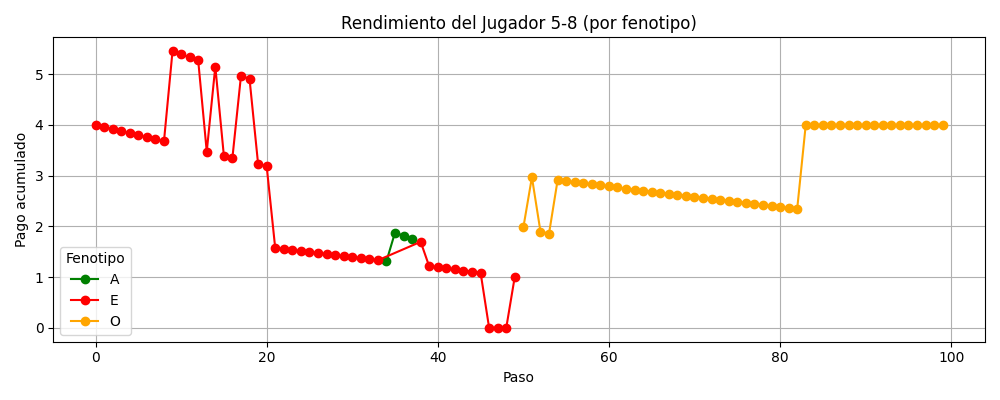 Rendimiento del Jugador 5-8 (por fenotipo)
Pago acumulado
5
4
3
2
1
0
Fenotipo
A
E
O
0 20 40 60 80 100
Paso